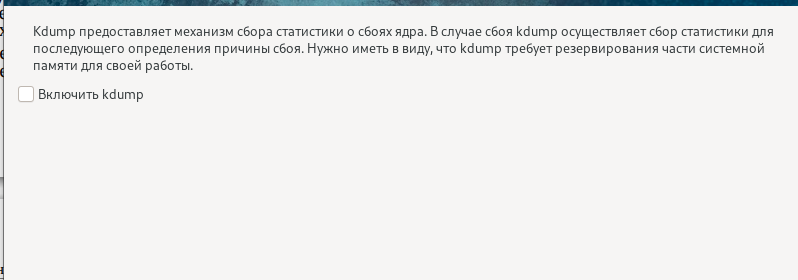 Kdump предоставляет механизм сбора статистики о сбоях ядра. В случае сбоя kdump осуществляет сбор статистики для
последующего определения причины сбоя. Нужно иметь в виду, что kdump требует резервирования части системной
памяти для своей работы.
Включить kdump